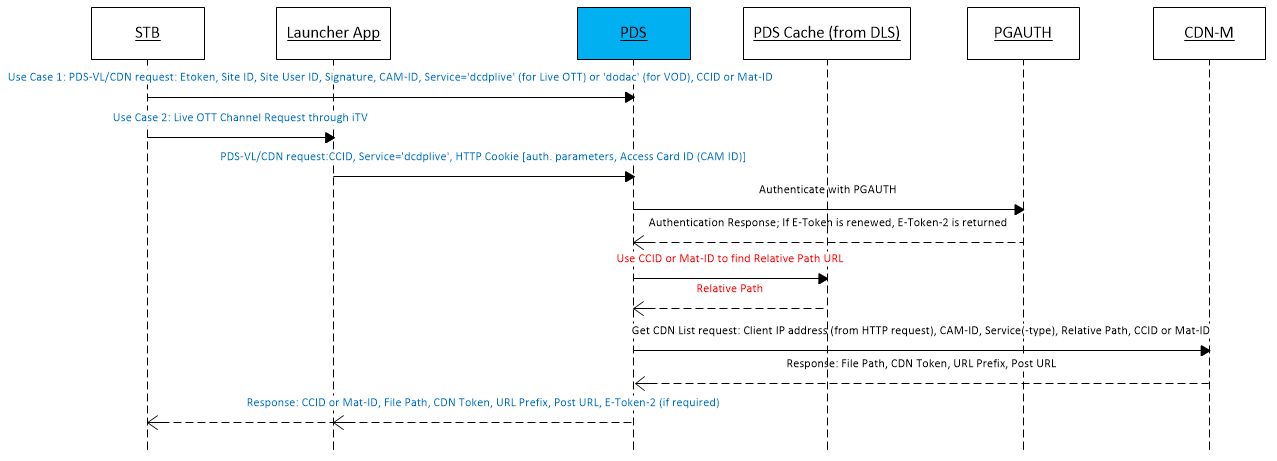 STB
Launcher App
PDS
PDS Cache (from DLS)
PGAUTH
CDN-M
Use Case 1: PDS-VL/CDN request: Etoken, Site ID, Site User ID, Signature, CAM-ID, Service='dcdplive' (for Live OTT) or 'dodac' (for VOD), CCID or Mat-ID
Use Case 2: Live OTT Channel Request through iTV
PDS-VL/CDN request:CCID, Service='dcdplive', HTTP Cookie [auth. parameters, Access Card ID (CAM ID)]
Authenticate with PGAUTH
Authentication Response; If E-Token is renewed, E-Token-2 is returned
Use CCID or Mat-ID to find Relative Path URL
Relative Path
Get CDN List request: Client IP address (from HTTP request), CAM-ID, Service(-type), Relative Path, CCID or Mat-ID
Response: File Path, CDN Token, URL Prefix, Post URL
Response: CCID or Mat-ID, File Path, CDN Token, URL Prefix, Post URL, E-Token-2 (if required)